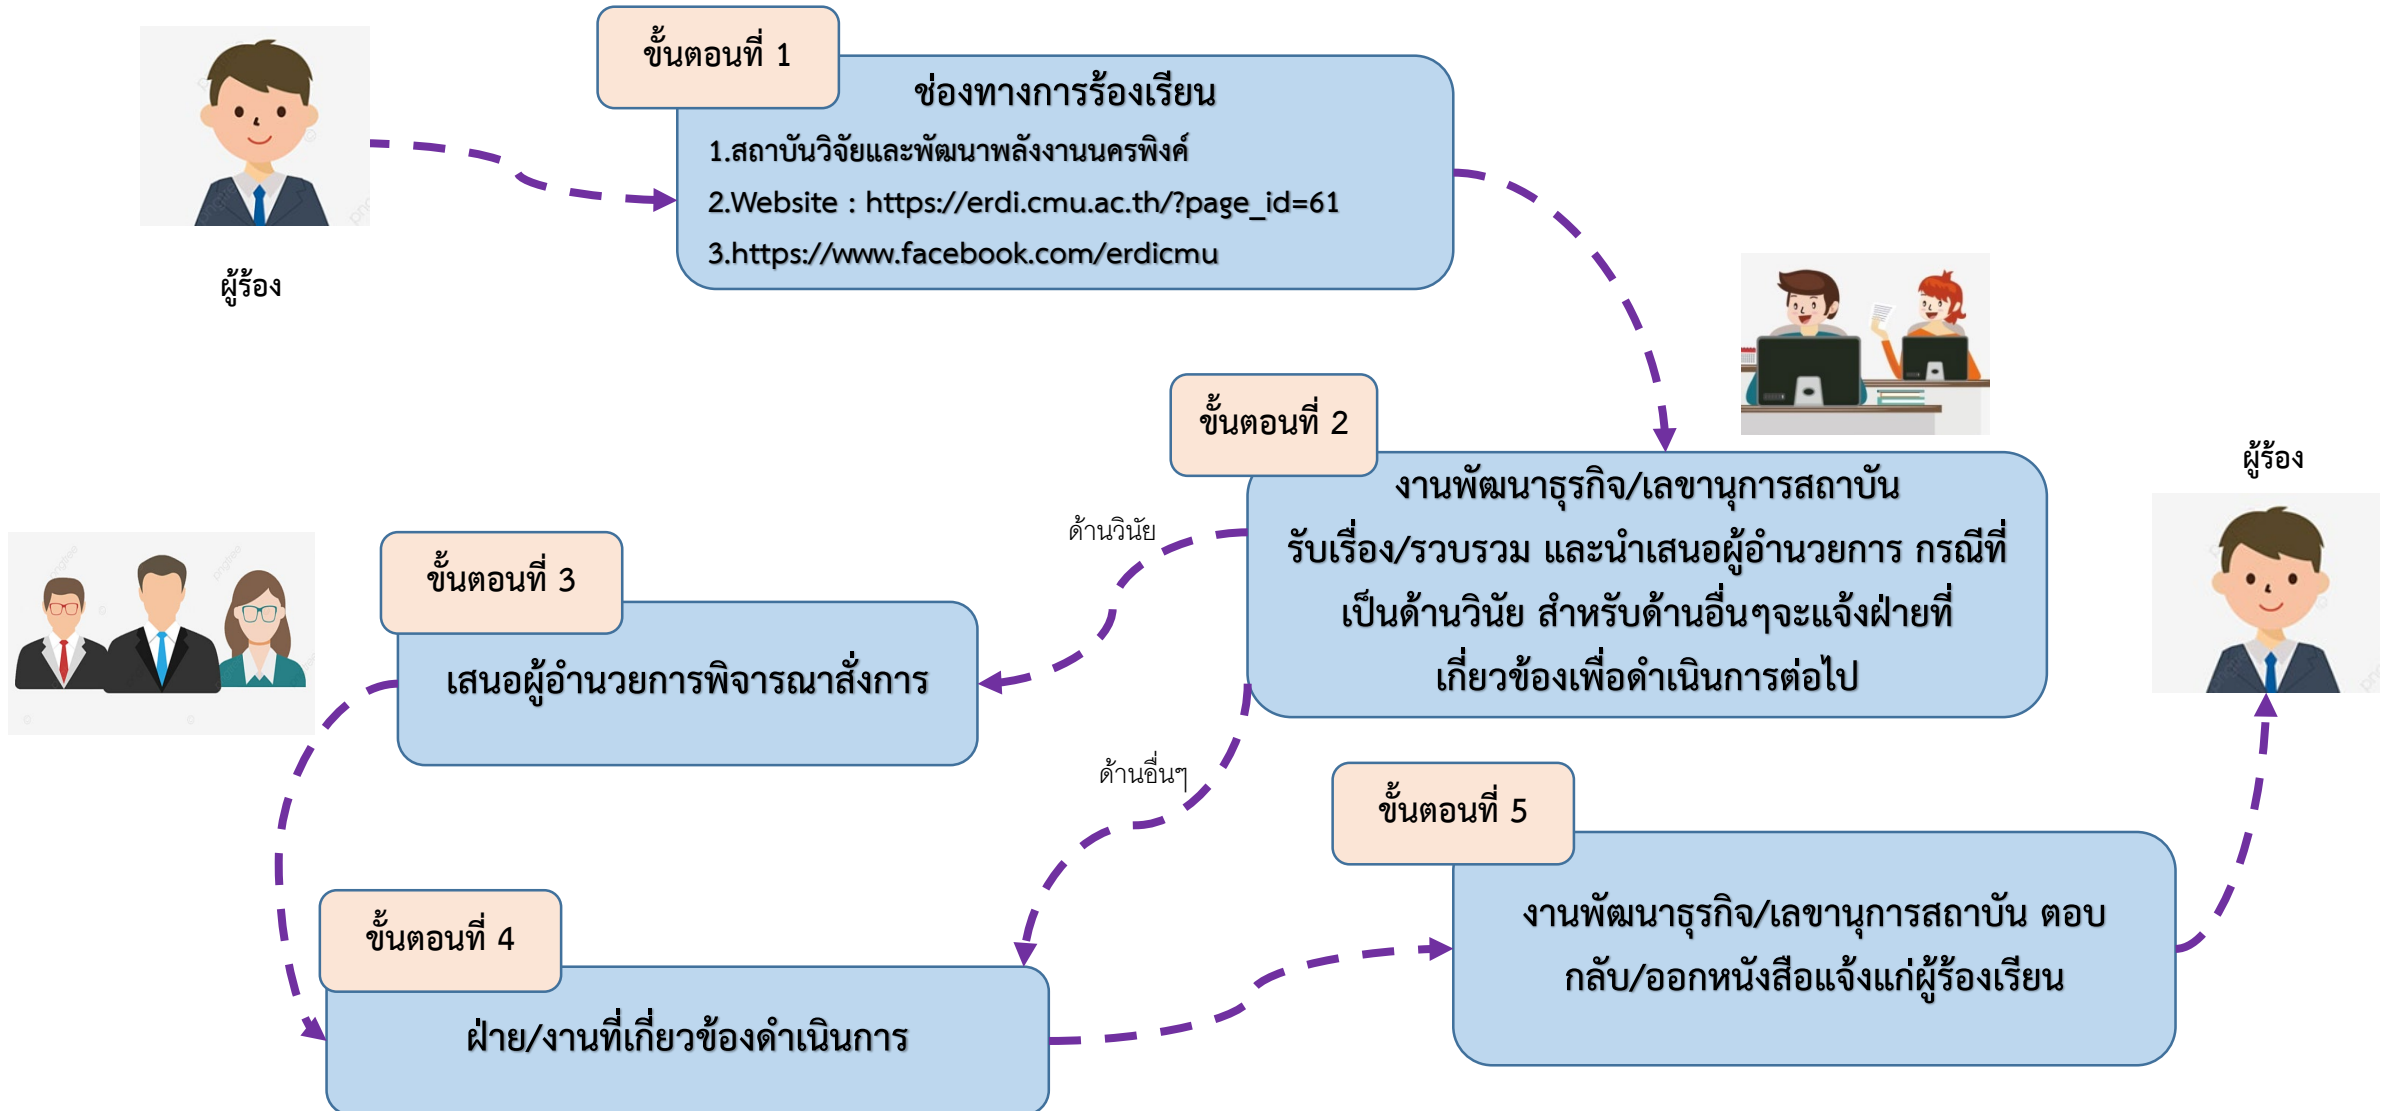 ขั้นตอนที่ 1
ช่องทางการร้องเรียน
1.สถาบันวิจัยและพัฒนาพลังงานนครพิงค์
2.Website : https://erdi.cmu.ac.th/?page_id=61
3.https://www.facebook.com/erdicmu
ผู้ร้อง
ขั้นตอนที่ 2
งานพัฒนาธุรกิจ/เลขานุการสถาบัน
รับเรื่อง/รวบรวม และนำเสนอผู้อำนวยการ กรณีที่
เป็นด้านวินัย สำหรับด้านอื่นๆจะแจ้งฝ่ายที่
เกี่ยวข้องเพื่อดำเนินการต่อไป
ผู้ร้อง
ด้านวินัย
ขั้นตอนที่ 3
เสนอผู้อำนวยการพิจารณาสั่งการ
ด้านอื่นๆ
ขั้นตอนที่ 4
ฝ่าย/งานที่เกี่ยวข้องดำเนินการ
ขั้นตอนที่ 5
งานพัฒนาธุรกิจ/เลขานุการสถาบัน ตอบ
กลับ/ออกหนังสือแจ้งแก่ผู้ร้องเรียน